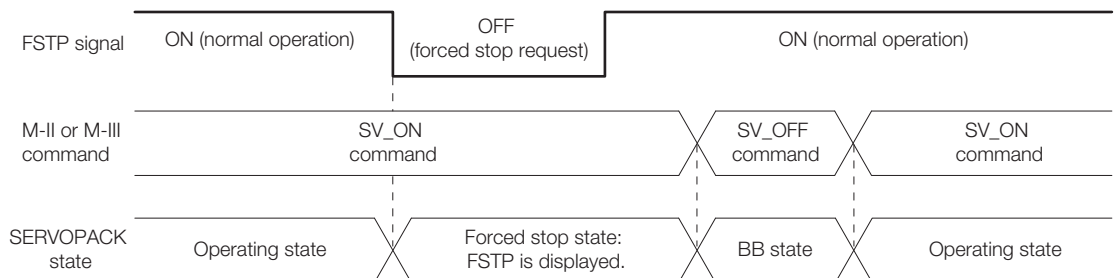 FSTP signal
ON (normal operation)
OFF
(forced stop request)
ON (normal operation)
M-II or M-III
command
SV_ON
command
SV_OFF
command
SV_ON
command
SERVOPACK
state
Operating state
Forced stop state:
FSTP is displayed.
BB state
Operating state